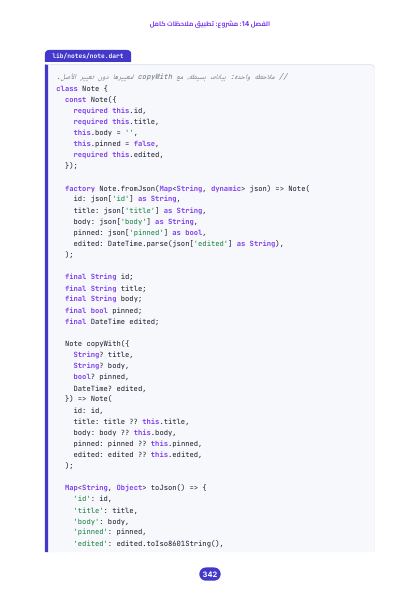 الفصل 14: مشروع: تطبيق ملاحظات كامل
lib/notes/note.dart
// ملاحظة واحدة: بيانات بسيطة، مع copyWith لتغييرها دون تغيير الأصل.
class Note {
  const Note({
    required this.id,
    required this.title,
    this.body = '',
    this.pinned = false,
    required this.edited,
  });

  factory Note.fromJson(Map<String, dynamic> json) => Note(
    id: json['id'] as String,
    title: json['title'] as String,
    body: json['body'] as String,
    pinned: json['pinned'] as bool,
    edited: DateTime.parse(json['edited'] as String),
  );

  final String id;
  final String title;
  final String body;
  final bool pinned;
  final DateTime edited;

  Note copyWith({
    String? title,
    String? body,
    bool? pinned,
    DateTime? edited,
  }) => Note(
    id: id,
    title: title ?? this.title,
    body: body ?? this.body,
    pinned: pinned ?? this.pinned,
    edited: edited ?? this.edited,
  );

  Map<String, Object> toJson() => {
    'id': id,
    'title': title,
    'body': body,
    'pinned': pinned,
    'edited': edited.toIso8601String(),
342